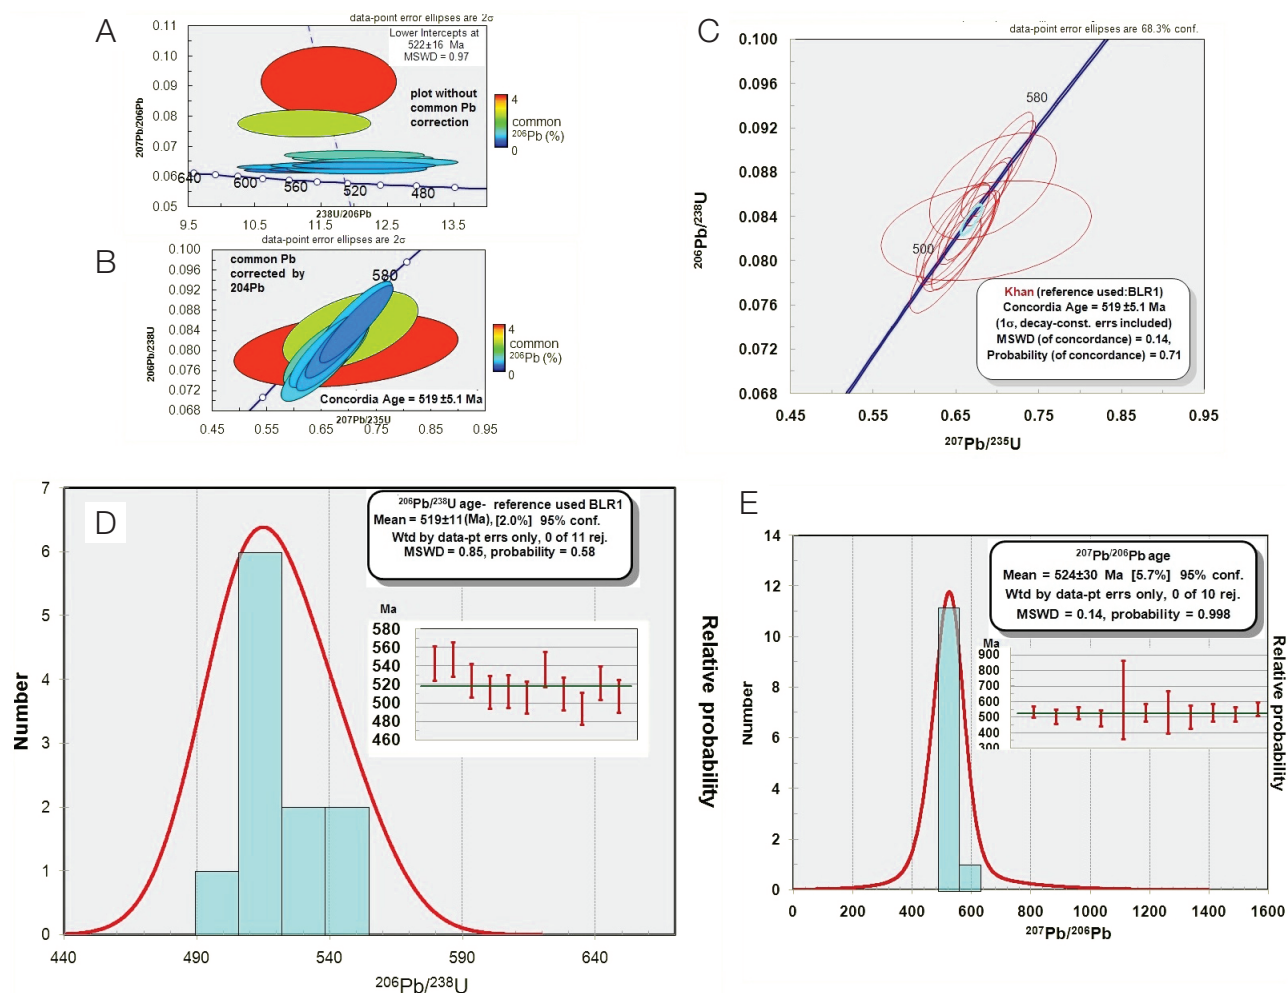 A
data-point error ellipses are 2σ
Lower Intercepts at
522±16 Ma
MSWD = 0.97
plot without
common Pb
correction
207Pb/206Pb
0.11
0.10
0.09
0.08
0.07
0.06
0.05
640
600
560
520
480
9.5
10.5
11.5
12.5
13.5
238U/206Pb
4
common
206Pb (%)
0
B
data-point error ellipses are 2σ
common Pb
corrected by
204Pb
580
206Pb/238U
0.100
0.096
0.092
0.088
0.084
0.080
0.076
0.072
0.068
Concordia Age = 519 ±5.1 Ma
0.45
0.55
0.65
0.75
0.85
0.95
207Pb/235U
4
common
206Pb (%)
0
C
data-point error ellipses are 68.3% conf.
206Pb/238U
0.100
0.096
0.092
0.088
0.084
0.080
0.076
0.072
0.068
580
500
Khan (reference used:BLR1)
Concordia Age = 519 ±5.1 Ma
(1σ, decay-const. errs included)
MSWD (of concordance) = 0.14,
Probability (of concordance) = 0.71
0.45
0.55
0.65
0.75
0.85
0.95
207Pb/235U
D
206Pb/238U age- reference used BLR1
Mean = 519±11 (Ma), [2.0%] 95% conf.
Wtd by data-pt errs only, 0 of 11 rej.
MSWD = 0.85, probability = 0.58
Number
7
6
5
4
3
2
1
0
Ma
580
560
540
520
500
480
460
Relative probability
440
490
540
590
640
206Pb/238U
E
207Pb/206Pb age
Mean = 524±30 Ma [5.7%] 95% conf.
Wtd by data-pt errs only, 0 of 10 rej.
MSWD = 0.14, probability = 0.998
Number
14
12
10
8
6
4
2
0
Ma
900
800
700
600
500
400
300
Relative probability
0
200
400
600
800
1000
1200
1400
1600
207Pb/206Pb